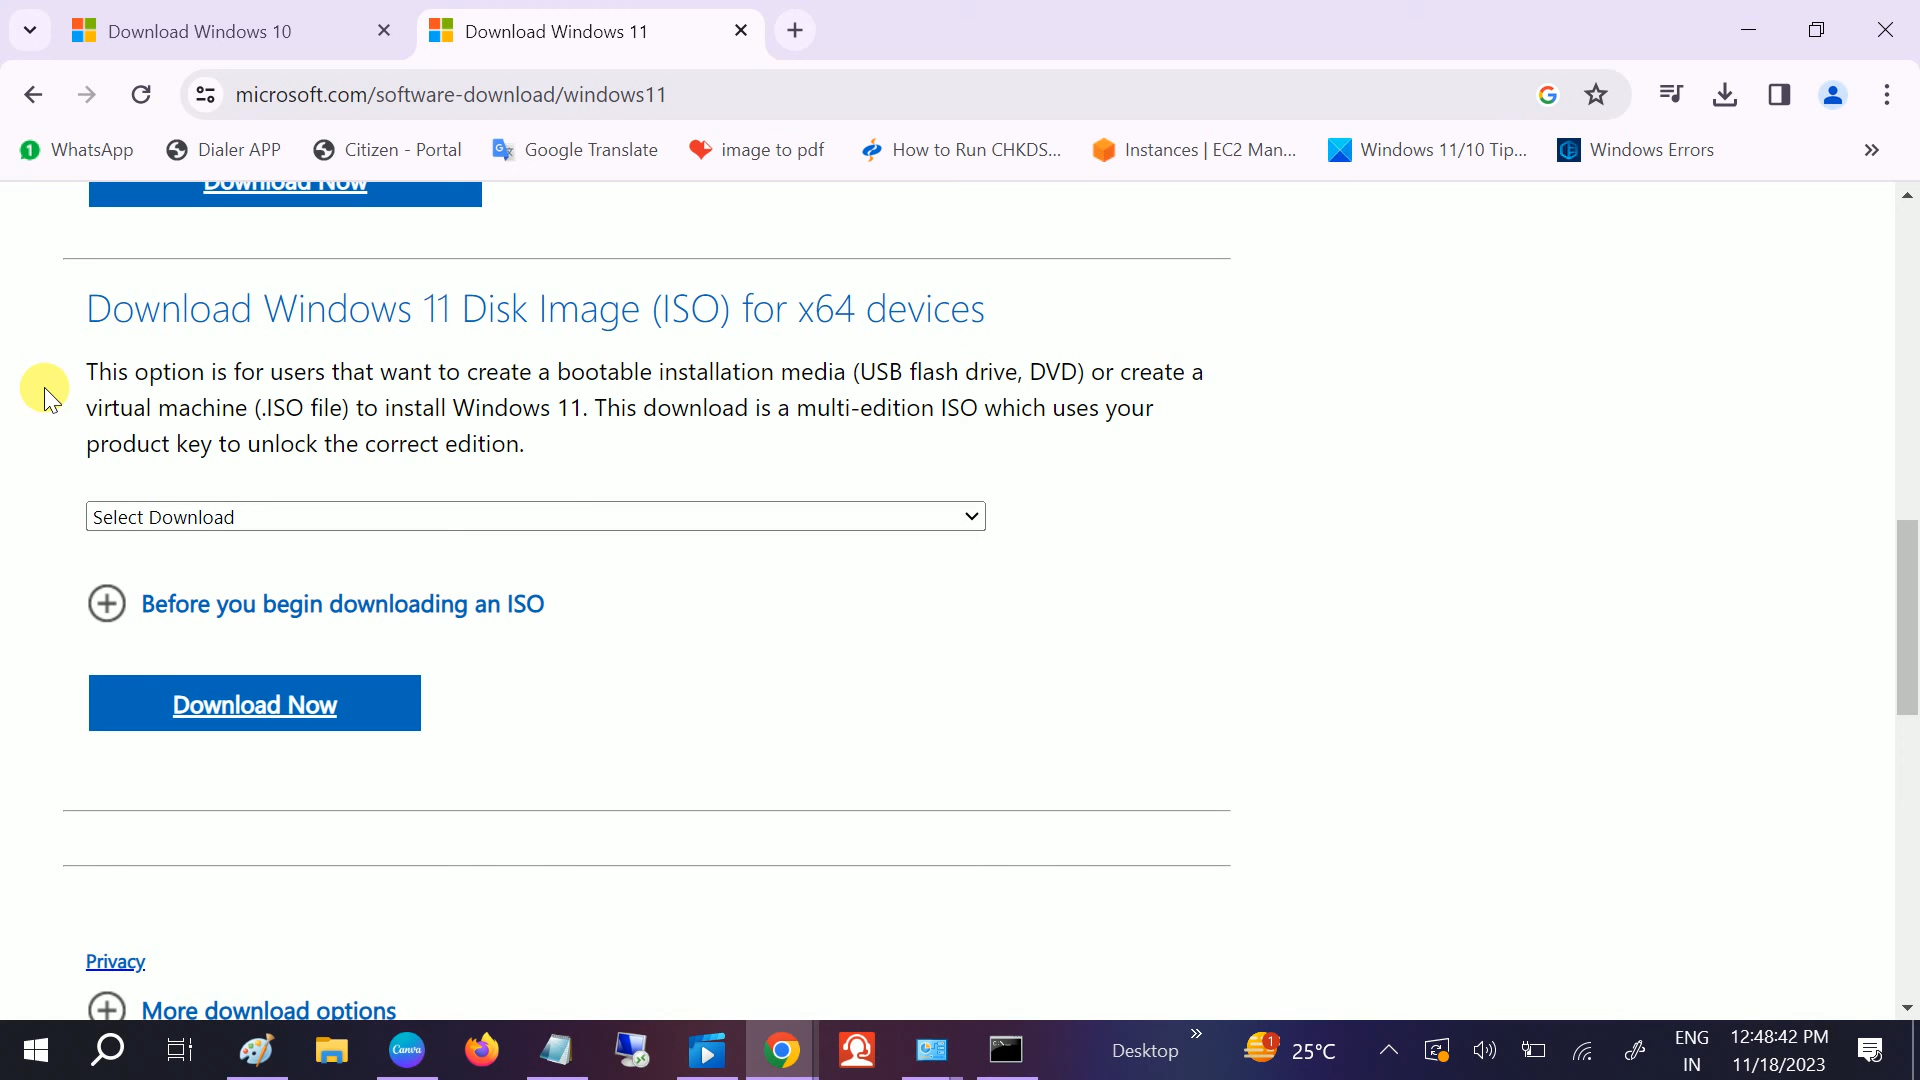 Download Windows 10
Download Windows 11
microsoft.com/software-download/windows11
1 WhatsApp
Dialer APP
Citizen - Portal
Google Translate
image to pdf
How to Run CHKDS...
Instances | EC2 Man...
Windows 11/10 Tip...
Windows Errors
Download Now
Download Windows 11 Disk Image (ISO) for x64 devices
This option is for users that want to create a bootable installation media (USB flash drive, DVD) or create a
virtual machine (.ISO file) to install Windows 11. This download is a multi-edition ISO which uses your
product key to unlock the correct edition.
Select Download
Before you begin downloading an ISO
Download Now
Privacy
More download options
Canva
Desktop
1
25°C
ENG
IN
12:48:42 PM
11/18/2023